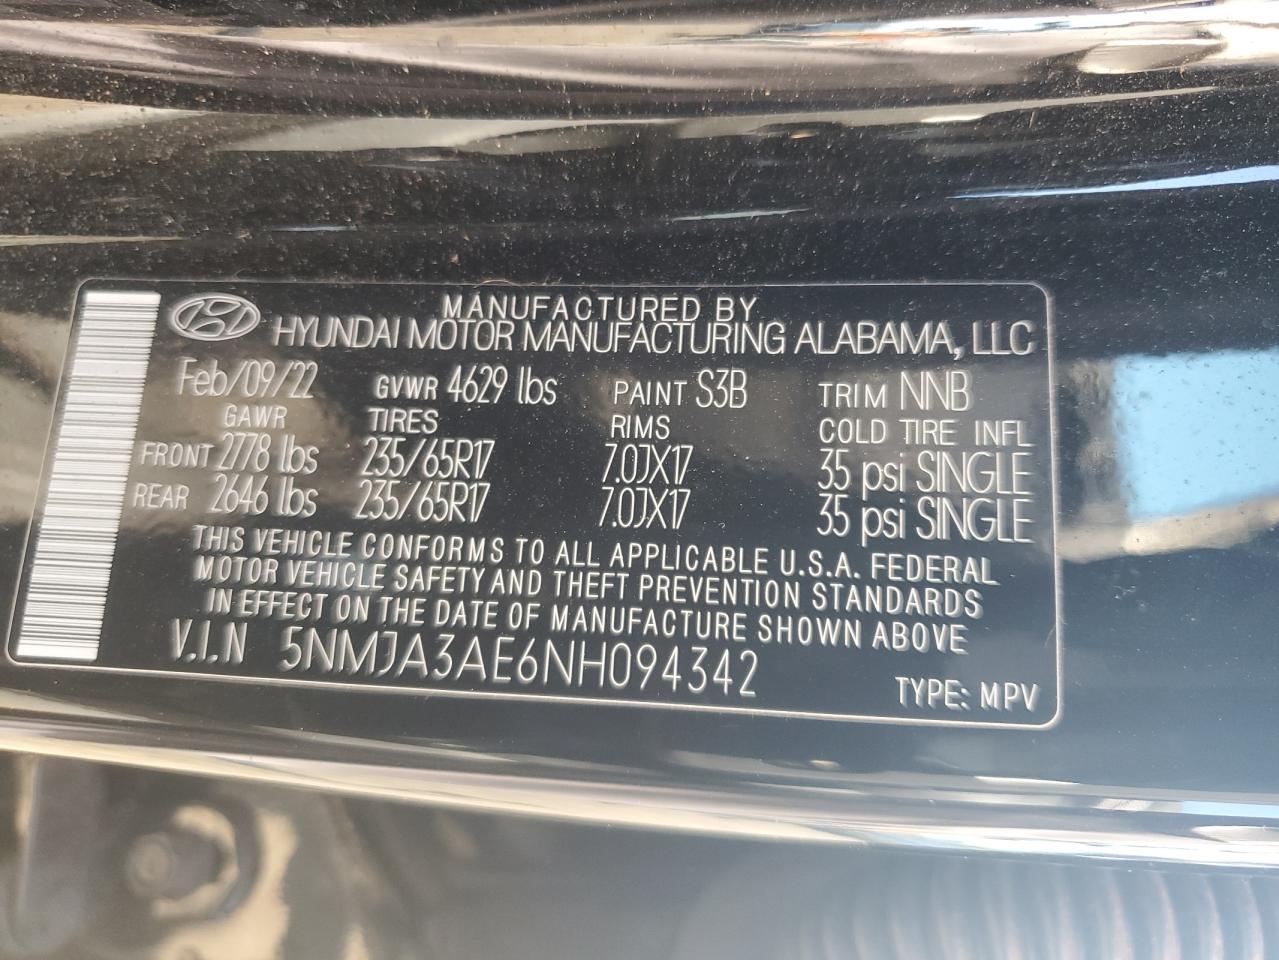 MANUFACTURED BY
HYUNDAI MOTOR MANUFACTURING ALABAMA, LLC
Feb/09/22 GVWR 4629 lbs PAINT S3B TRIM NNB
GAWR TIRES RIMS COLD TIRE INFL
FRONT 2778 lbs 235/65R17 7.0JX17 35 psi SINGLE
REAR 2646 lbs 235/65R17 7.0JX17 35 psi SINGLE
THIS VEHICLE CONFORMS TO ALL APPLICABLE U.S.A. FEDERAL
MOTOR VEHICLE SAFETY AND THEFT PREVENTION STANDARDS
IN EFFECT ON THE DATE OF MANUFACTURE SHOWN ABOVE
V.I.N 5NMJA3AE6NH094342
TYPE: MPV